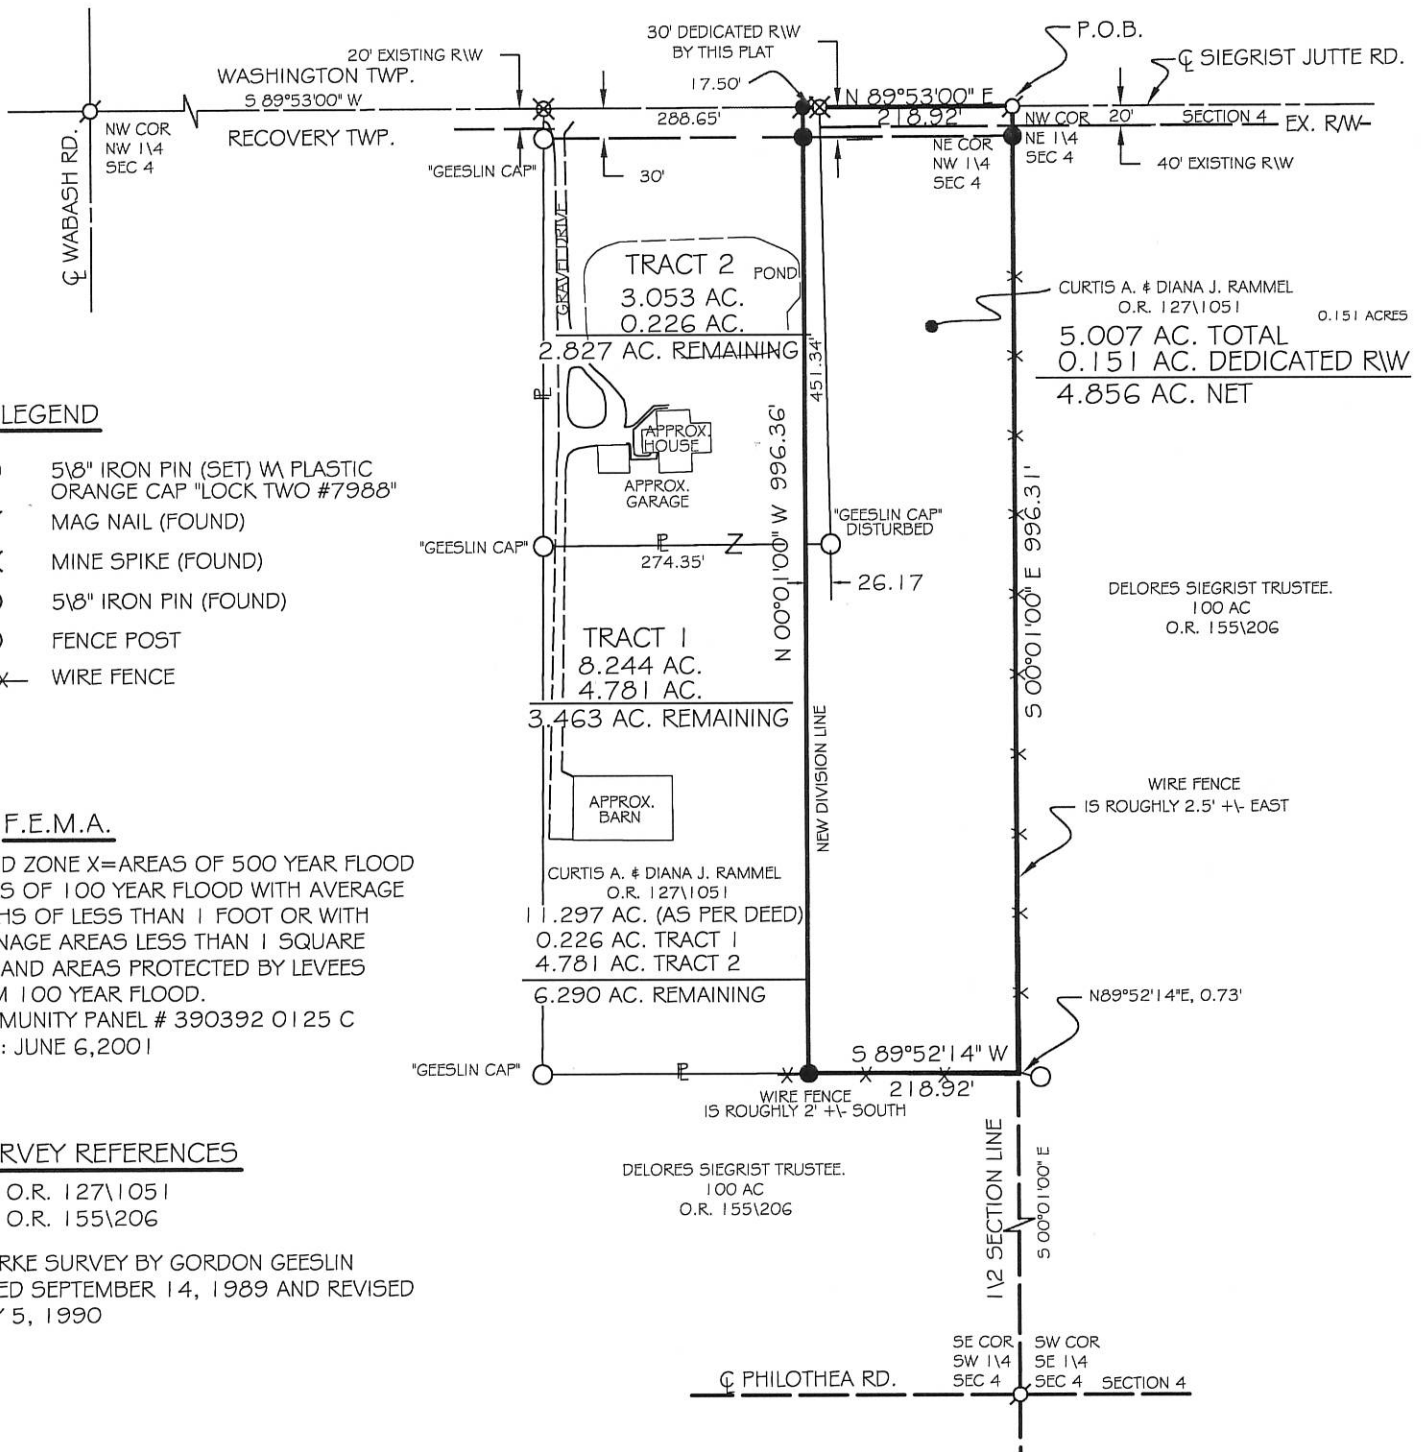 30' DEDICATED R\W
BY THIS PLAT
P.O.B.
20' EXISTING R\W
℄ SIEGRIST JUTTE RD.
WASHINGTON TWP.
17.50'
S 89°53'00" W
N 89°53'00" E
288.65'
218.92'
20'
SECTION 4
EX. R/W
NW COR
NW 1\4
SEC 4
RECOVERY TWP.
NE COR
NW 1\4
SEC 4
NW COR
NE 1\4
SEC 4
40' EXISTING R\W
"GEESLIN CAP"
30'
℄ WABASH RD.
GRAVEL DRIVE
TRACT 2
POND
3.053 AC.
0.226 AC.
2.827 AC. REMAINING
CURTIS A. & DIANA J. RAMMEL
O.R. 127\1051
0.151 ACRES
5.007 AC. TOTAL
0.151 AC. DEDICATED R\W
4.856 AC. NET
451.34'
LEGEND
5\8" IRON PIN (SET) W\ PLASTIC
ORANGE CAP "LOCK TWO #7988"
MAG NAIL (FOUND)
MINE SPIKE (FOUND)
5\8" IRON PIN (FOUND)
FENCE POST
WIRE FENCE
PL
APPROX.
HOUSE
APPROX.
GARAGE
N 00°01'00" W 996.36'
"GEESLIN CAP"
DISTURBED
"GEESLIN CAP"
PL
Z
274.35'
26.17
S 00°01'00" E 996.31'
DELORES SIEGRIST TRUSTEE.
100 AC
O.R. 155\206
TRACT 1
8.244 AC.
4.781 AC.
3.463 AC. REMAINING
NEW DIVISION LINE
WIRE FENCE
IS ROUGHLY 2.5' +\- EAST
APPROX.
BARN
F.E.M.A.
D ZONE X=AREAS OF 500 YEAR FLOOD
S OF 100 YEAR FLOOD WITH AVERAGE
HS OF LESS THAN 1 FOOT OR WITH
NAGE AREAS LESS THAN 1 SQUARE
AND AREAS PROTECTED BY LEVEES
M 100 YEAR FLOOD.
MUNITY PANEL # 390392 0125 C
: JUNE 6,2001
CURTIS A. & DIANA J. RAMMEL
O.R. 127\1051
11.297 AC. (AS PER DEED)
0.226 AC. TRACT 1
4.781 AC. TRACT 2
6.290 AC. REMAINING
N89°52'14"E, 0.73'
S 89°52'14" W
218.92'
"GEESLIN CAP"
PL
WIRE FENCE
IS ROUGHLY 2' +\- SOUTH
RVEY REFERENCES
O.R. 127\1051
O.R. 155\206
RKE SURVEY BY GORDON GEESLIN
ED SEPTEMBER 14, 1989 AND REVISED
Y 5, 1990
DELORES SIEGRIST TRUSTEE.
100 AC
O.R. 155\206
1\2 SECTION LINE
S 00°01'00" E
SE COR
SW 1\4
SEC 4
SW COR
SE 1\4
SEC 4
SECTION 4
℄ PHILOTHEA RD.